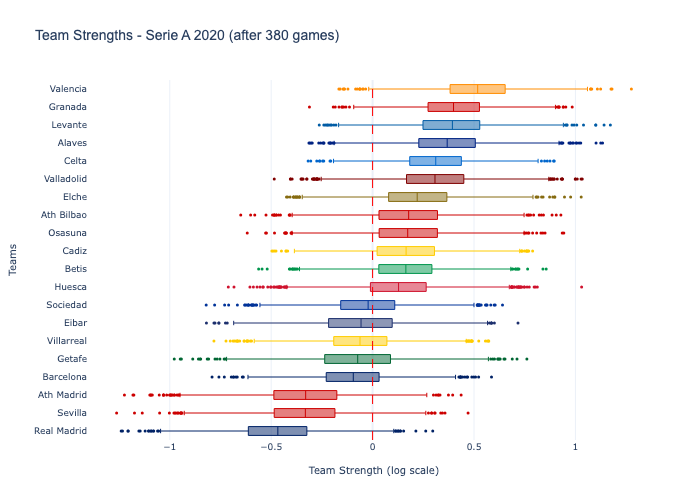 Team Strengths - Serie A 2020 (after 380 games)
Valencia
Granada
Levante
Alaves
Celta
Valladolid
Elche
Ath Bilbao
Osasuna
Cadiz
Betis
Huesca
Sociedad
Eibar
Villarreal
Getafe
Barcelona
Ath Madrid
Sevilla
Real Madrid
Teams
−1 −0.5 0 0.5 1
Team Strength (log scale)